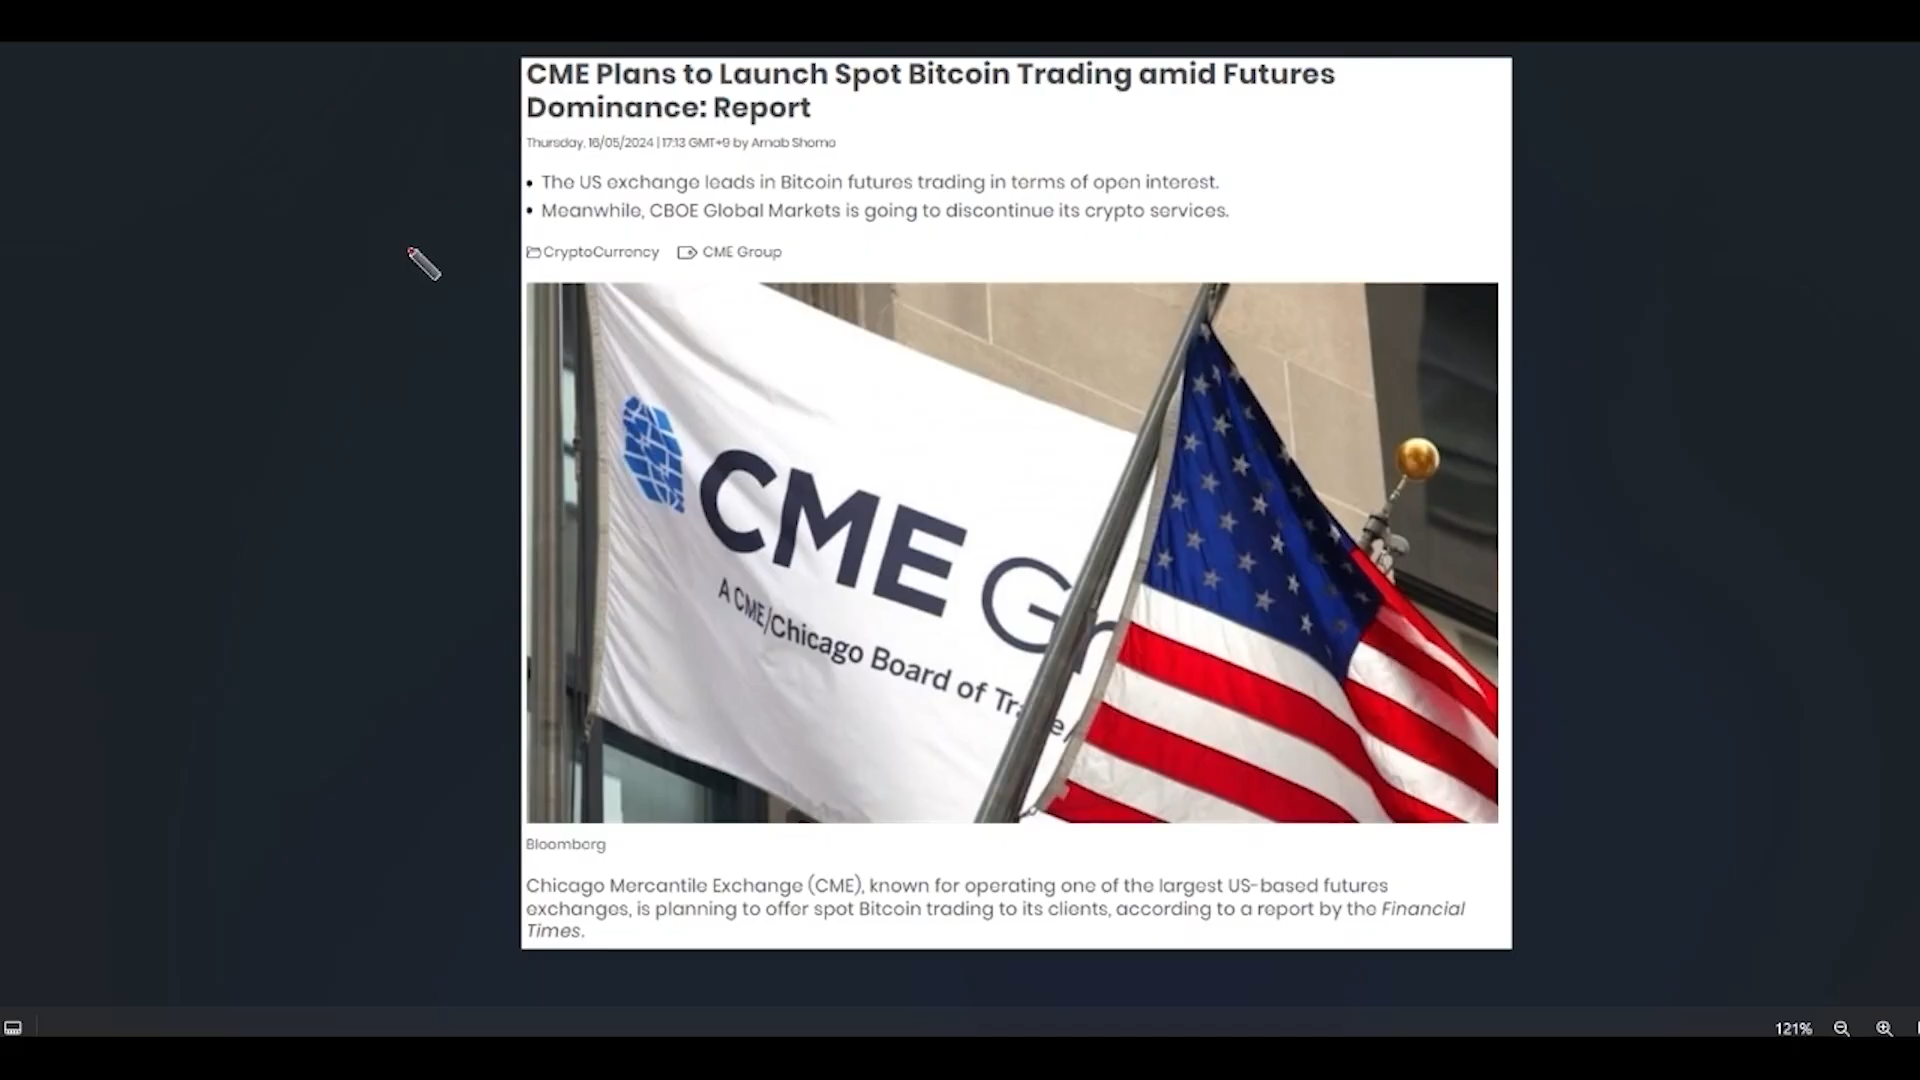 CME Plans to Launch Spot Bitcoin Trading amid Futures
Dominance: Report
Thursday, 16/05/2024 | 17:13 GMT+9 by Arnab Shome
• The US exchange leads in Bitcoin futures trading in terms of open interest.
• Meanwhile, CBOE Global Markets is going to discontinue its crypto services.
CryptoCurrency CME Group
CME Gr
A CME/Chicago Board of Tr e/
Bloomberg
Chicago Mercantile Exchange (CME), known for operating one of the largest US-based futures
exchanges, is planning to offer spot Bitcoin trading to its clients, according to a report by the Financial
Times.
121%